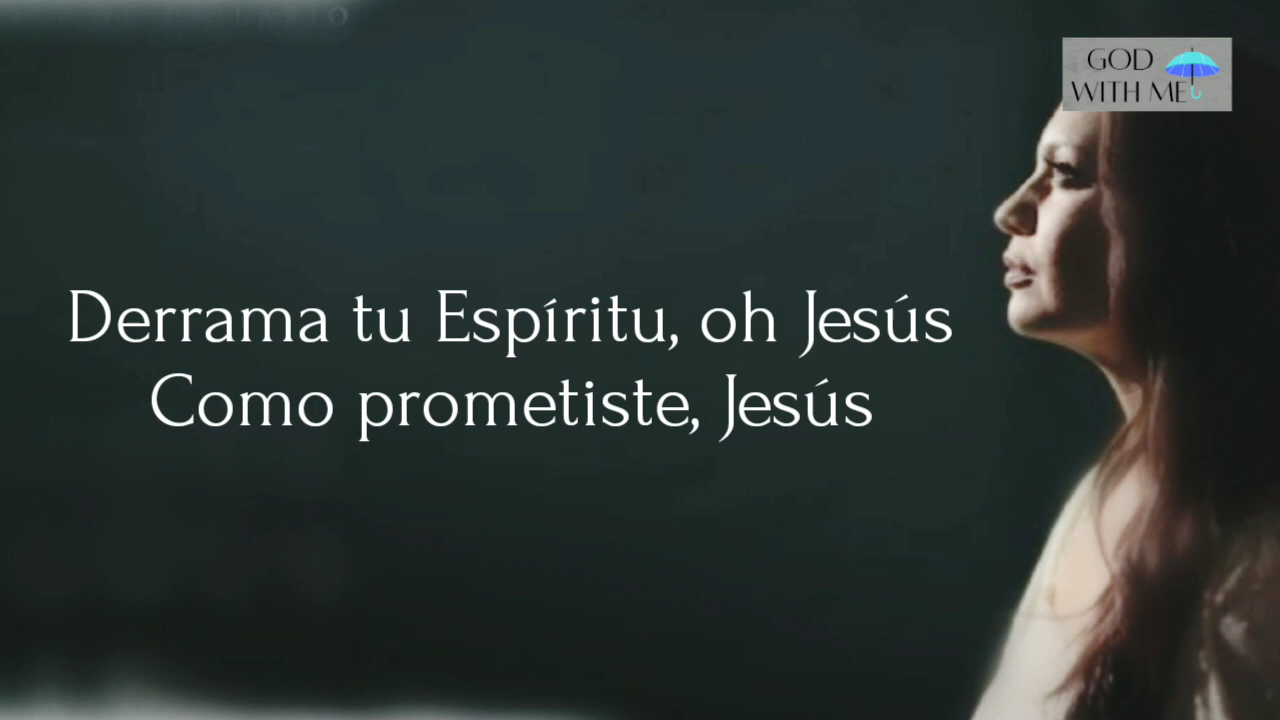 GOD
WITH ME
Derrama tu Espíritu, oh Jesús
Como prometiste, Jesús